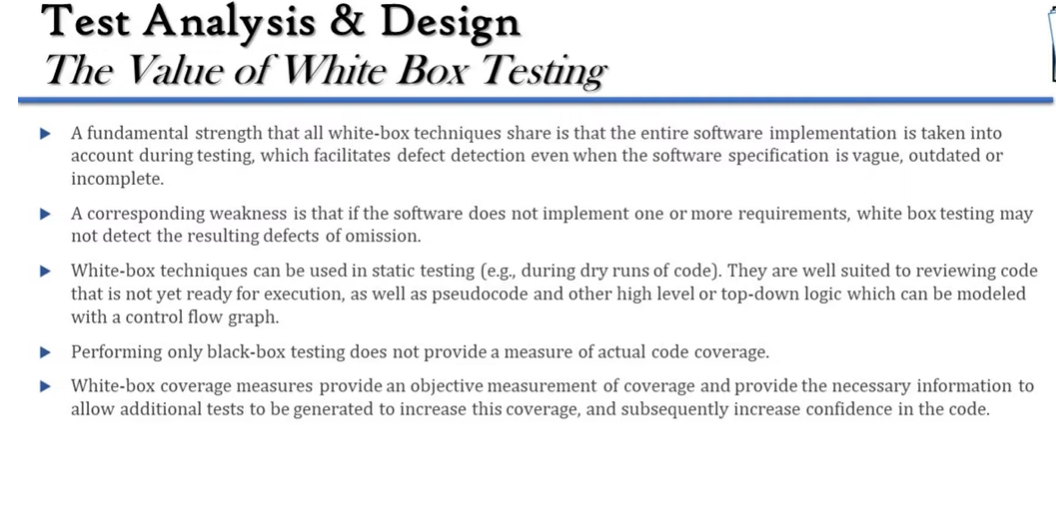 Test Analysis & Design
The Value of White Box Testing
A fundamental strength that all white-box techniques share is that the entire software implementation is taken into
account during testing, which facilitates defect detection even when the software specification is vague, outdated or
incomplete.
A corresponding weakness is that if the software does not implement one or more requirements, white box testing may
not detect the resulting defects of omission.
White-box techniques can be used in static testing (e.g., during dry runs of code). They are well suited to reviewing code
that is not yet ready for execution, as well as pseudocode and other high level or top-down logic which can be modeled
with a control flow graph.
Performing only black-box testing does not provide a measure of actual code coverage.
White-box coverage measures provide an objective measurement of coverage and provide the necessary information to
allow additional tests to be generated to increase this coverage, and subsequently increase confidence in the code.